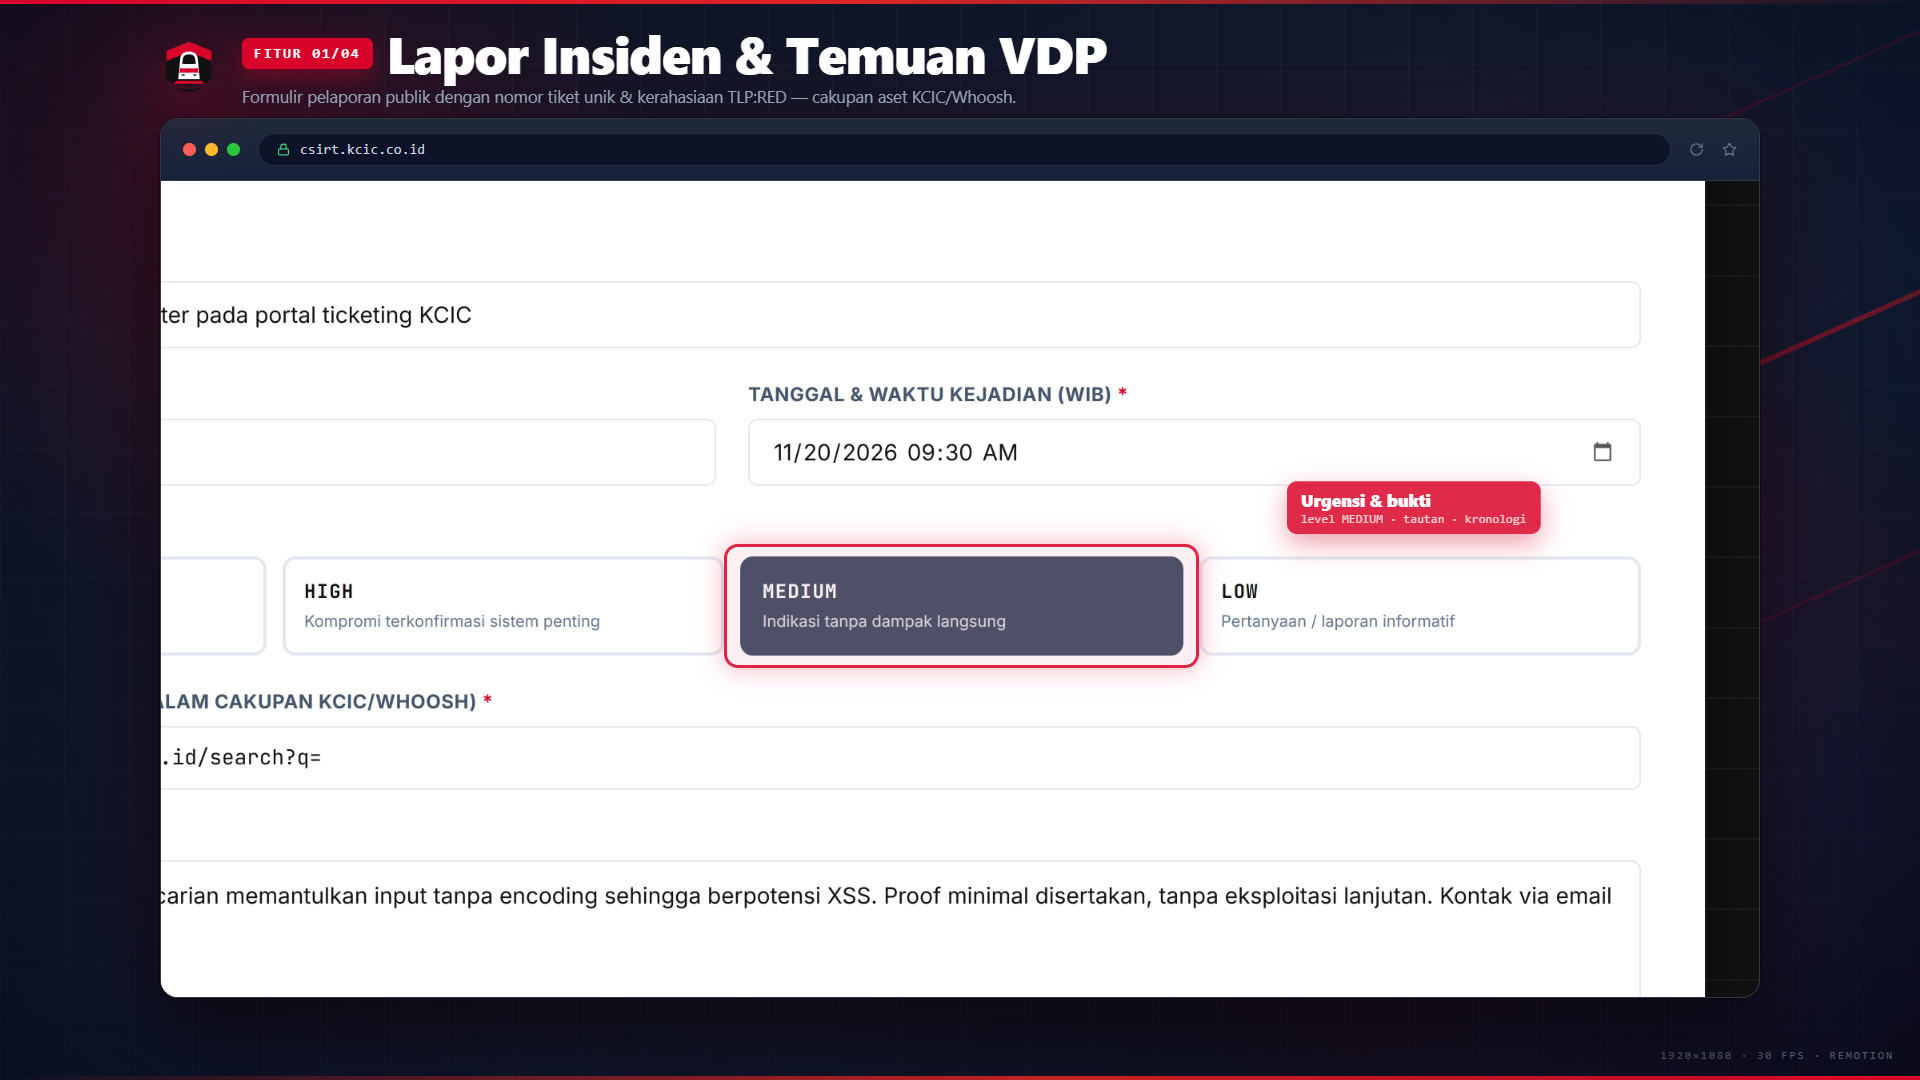 FITUR 01/04
Lapor Insiden & Temuan VDP
Formulir pelaporan publik dengan nomor tiket unik & kerahasiaan TLP:RED — cakupan aset KCIC/Whoosh.
csirt.kcic.co.id
ter pada portal ticketing KCIC
TANGGAL & WAKTU KEJADIAN (WIB) *
11/20/2026 09:30 AM
Urgensi & bukti
level MEDIUM · tautan · kronologi
HIGH
Kompromi terkonfirmasi sistem penting
MEDIUM
Indikasi tanpa dampak langsung
LOW
Pertanyaan / laporan informatif
ALAM CAKUPAN KCIC/WHOOSH) *
.id/search?q=
carian memantulkan input tanpa encoding sehingga berpotensi XSS. Proof minimal disertakan, tanpa eksploitasi lanjutan. Kontak via email
1920×1080 · 30 FPS · REMOTION